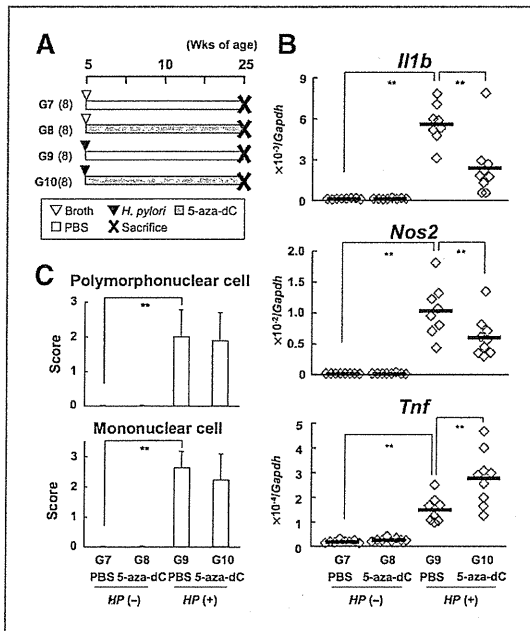 A
(Wks of age)
5 25
G7 (8)
G8 (8)
G9 (8)
G10(8)
Broth H. pylori 5-aza-dC
PBS Sacrifice
B
Il1b
×10⁻³/Gapdh
9
6
3
0
** **
Nos2
×10⁻²/Gapdh
2.0
1.5
1.0
0.5
0
** **
Tnf
×10⁻⁴/Gapdh
5
4
3
2
1
0
** **
G7 G8 G9 G10
PBS 5-aza-dC PBS 5-aza-dC
HP (–) HP (+)
C
Polymorphonuclear cell
Score
3
2
1
0
**
Mononuclear cell
Score
3
2
1
0
**
G7 G8 G9 G10
PBS 5-aza-dC PBS 5-aza-dC
HP (–) HP (+)